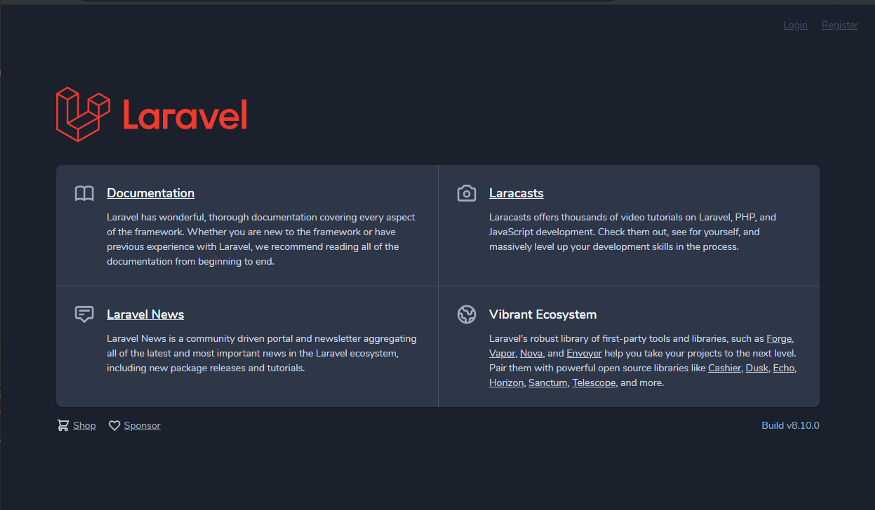 Login Register
Laravel
Documentation
Laravel has wonderful, thorough documentation covering every aspect
of the framework. Whether you are new to the framework or have
previous experience with Laravel, we recommend reading all of the
documentation from beginning to end.
Laracasts
Laracasts offers thousands of video tutorials on Laravel, PHP, and
JavaScript development. Check them out, see for yourself, and
massively level up your development skills in the process.
Laravel News
Laravel News is a community driven portal and newsletter aggregating
all of the latest and most important news in the Laravel ecosystem,
including new package releases and tutorials.
Vibrant Ecosystem
Laravel's robust library of first-party tools and libraries, such as Forge,
Vapor, Nova, and Envoyer help you take your projects to the next level.
Pair them with powerful open source libraries like Cashier, Dusk, Echo,
Horizon, Sanctum, Telescope, and more.
Shop Sponsor
Build v8.10.0